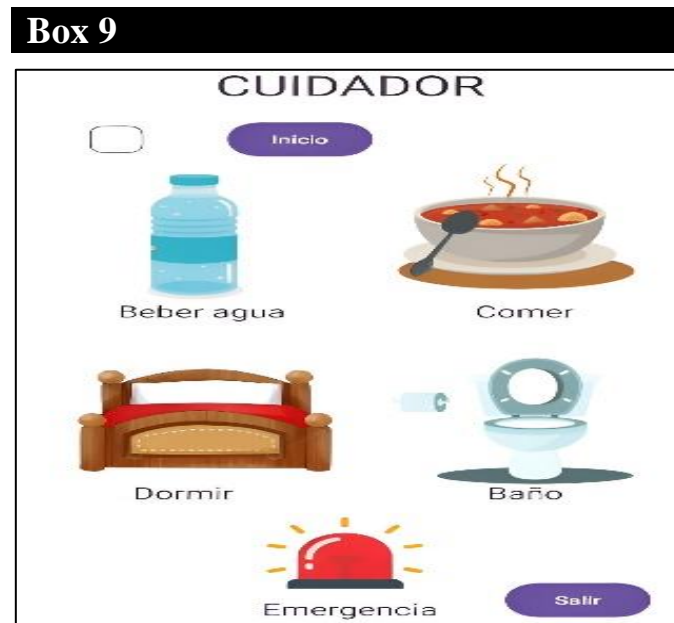 Box 9
CUIDADOR
Inicio
Beber agua
Comer
Dormir
Baño
Emergencia
Salir